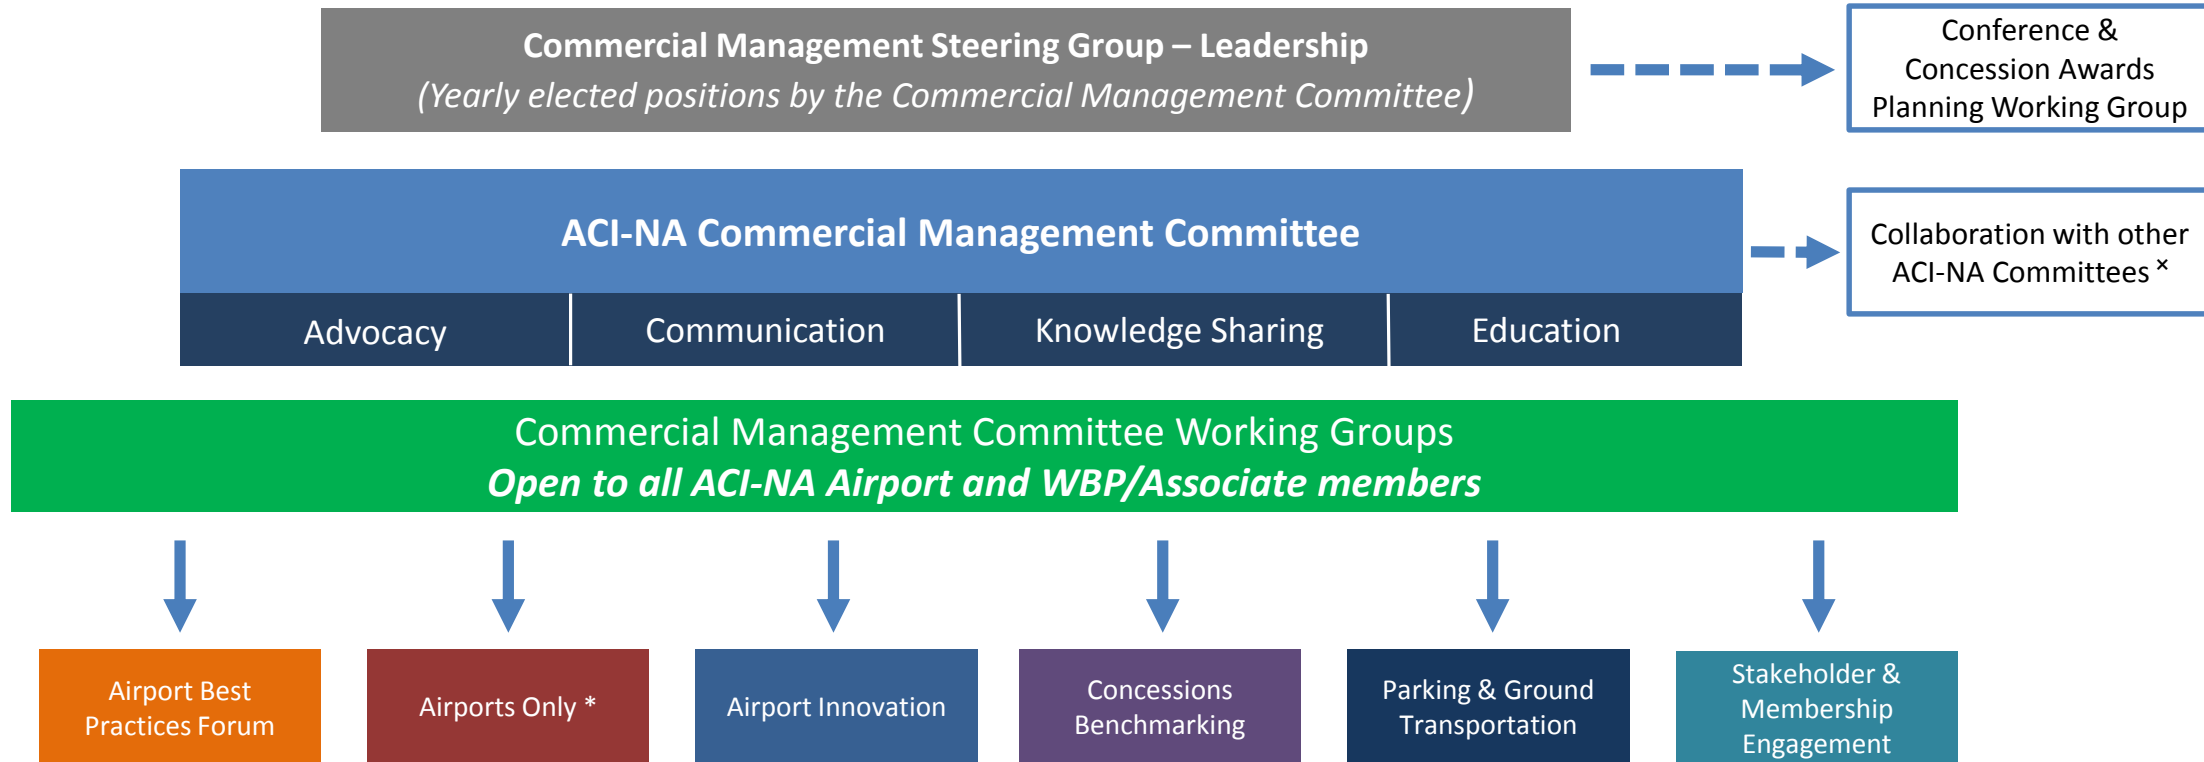 Commercial Management Steering Group – Leadership
(Yearly elected positions by the Commercial Management Committee)
Conference &
Concession Awards
Planning Working Group
ACI-NA Commercial Management Committee
Collaboration with other
ACI-NA Committees ×
Advocacy
Communication
Knowledge Sharing
Education
Commercial Management Committee Working Groups
Open to all ACI-NA Airport and WBP/Associate members
Airport Best
Practices Forum
Airports Only *
Airport Innovation
Concessions
Benchmarking
Parking & Ground
Transportation
Stakeholder &
Membership
Engagement